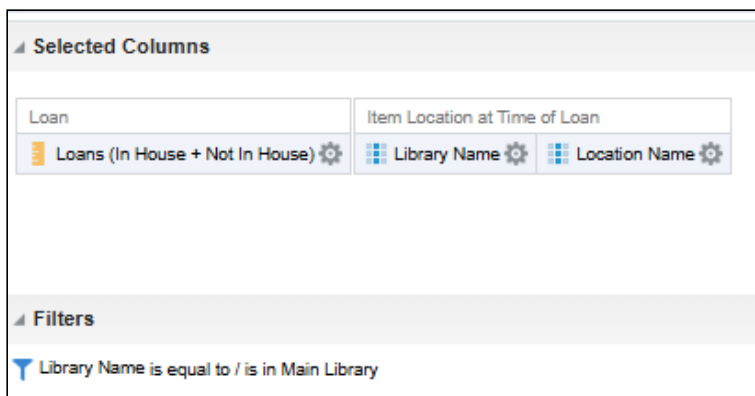 Selected Columns
Loan
Item Location at Time of Loan
Loans (In House + Not In House)
Library Name
Location Name
Filters
Library Name is equal to / is in Main Library